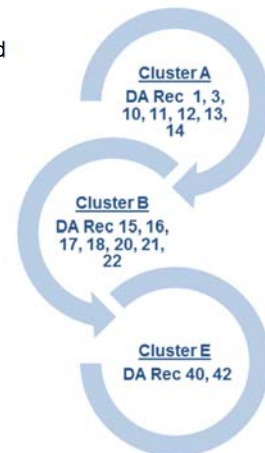 d
Cluster A
DA Rec 1, 3,
10, 11, 12, 13,
14
Cluster B
DA Rec 15, 16,
17, 18, 20, 21,
22
Cluster E
DA Rec 40, 42